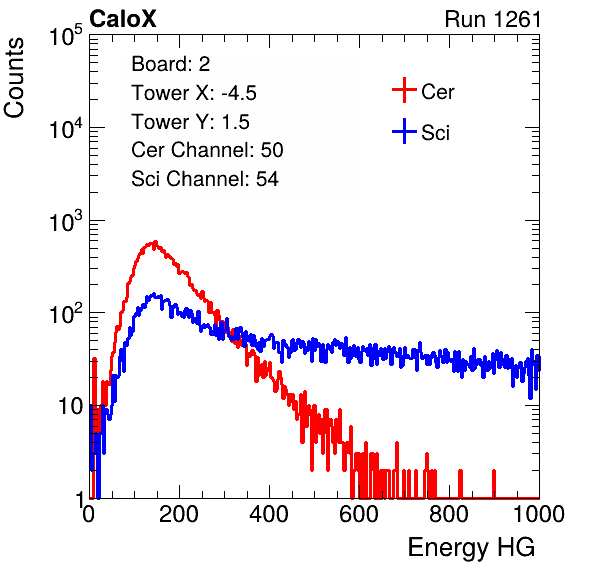 CaloX Run 1261
Counts
Board: 2
Tower X: -4.5
Tower Y: 1.5
Cer Channel: 50
Sci Channel: 54
Cer
Sci
10^5
10^4
10^3
10^2
10
1
0 200 400 600 800 1000
Energy HG